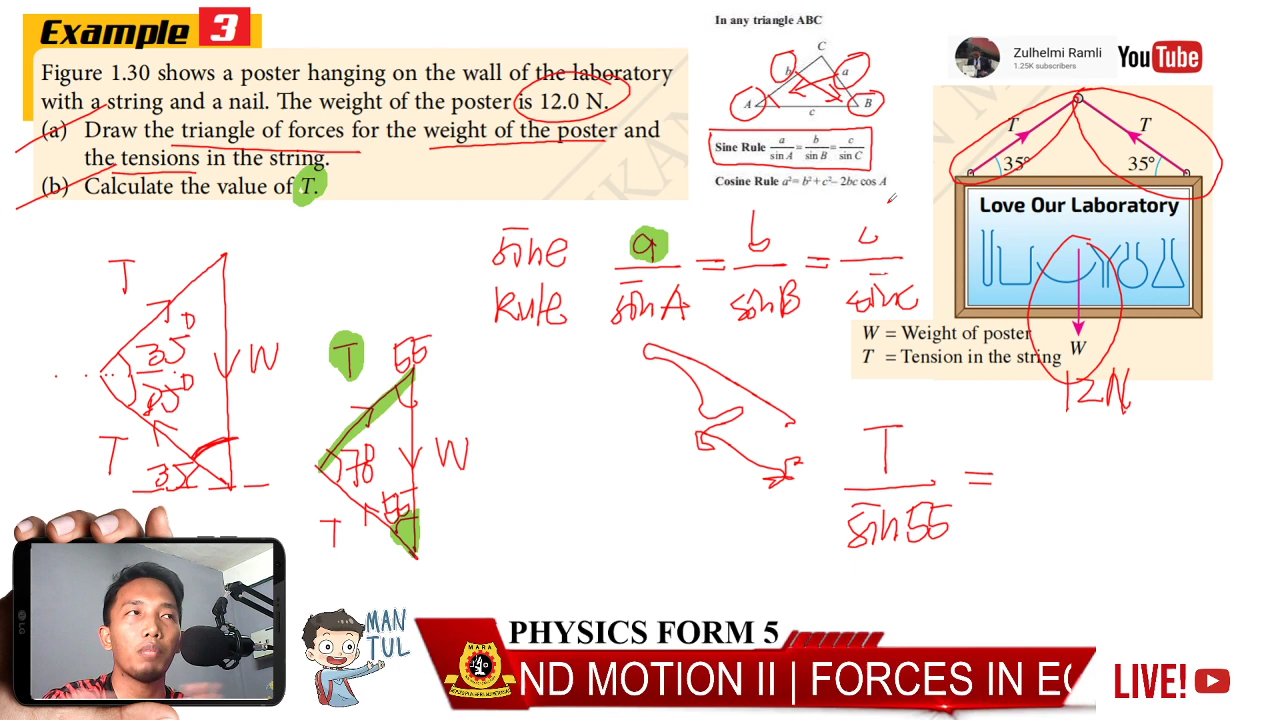 Example 3
Figure 1.30 shows a poster hanging on the wall of the laboratory
with a string and a nail. The weight of the poster is 12.0 N.
(a) Draw the triangle of forces for the weight of the poster and
the tensions in the string.
(b) Calculate the value of T.
In any triangle ABC
C
b a
A B
c
Sine Rule a/sin A = b/sin B = c/sin C
Cosine Rule a² = b² + c² – 2bc cos A
Zulhelmi Ramli
1.25K subscribers
YouTube
T T
35° 35°
Love Our Laboratory
W
W = Weight of poster
T = Tension in the string
12N
sine
Rule
a/sin A = b/sin B = c/sin C
T
35°
W
T
35
T 55
70
W
55
T
T/sin 55 =
LG
MAN
TUL
MARA
PHYSICS FORM 5
ND MOTION II | FORCES IN E
LIVE!